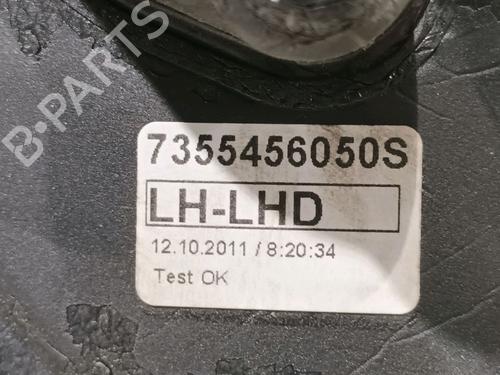 B-PARTS
7355456050S
LH-LHD
12.10.2011 / 8:20:34
Test OK